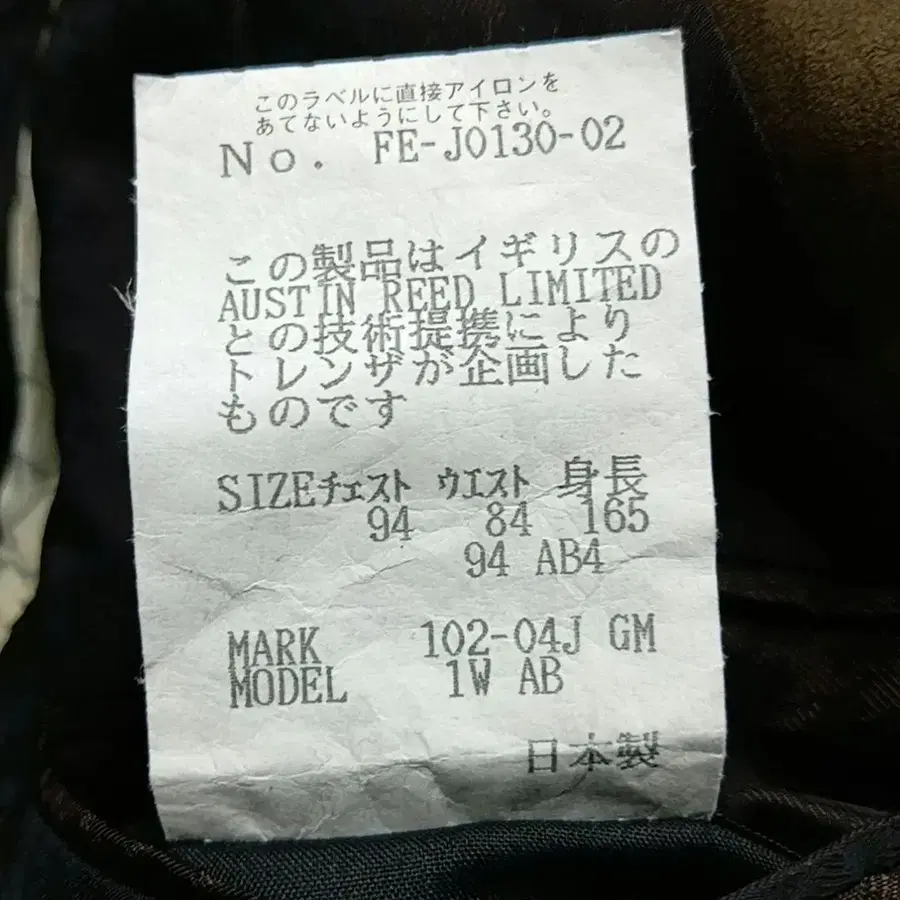 このラベルに直接アイロンを
あてないようにして下さい。
No. FE-J0130-02
この製品はイギリスの
AUSTIN REED LIMITED
との技術提携により
トレンザが企画した
ものです
SIZEチェスト ウエスト 身長
94 84 165
94 AB4
MARK 102-04J GM
MODEL 1W AB
日本製